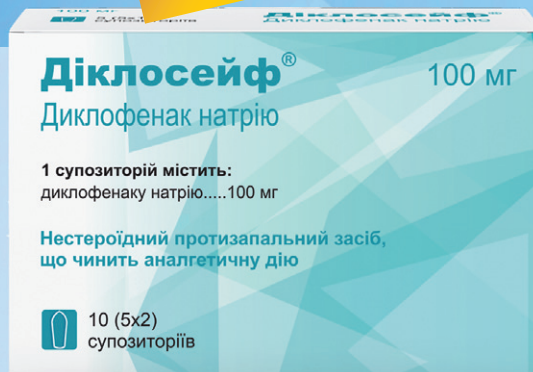 100 мг
супозиторіїв
Діклосейф®
100 мг
Диклофенак натрію
1 супозиторій містить:
диклофенаку натрію.....100 мг
Нестероїдний протизапальний засіб,
що чинить аналгетичну дію
10 (5x2)
супозиторіїв